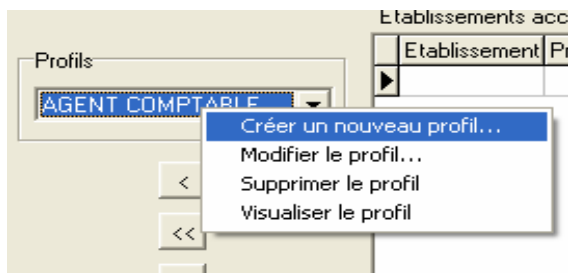 Etablissements acc
Profils
Etablissement
AGENT COMPTABLE
Créer un nouveau profil...
Modifier le profil...
Supprimer le profil
Visualiser le profil
<
<<